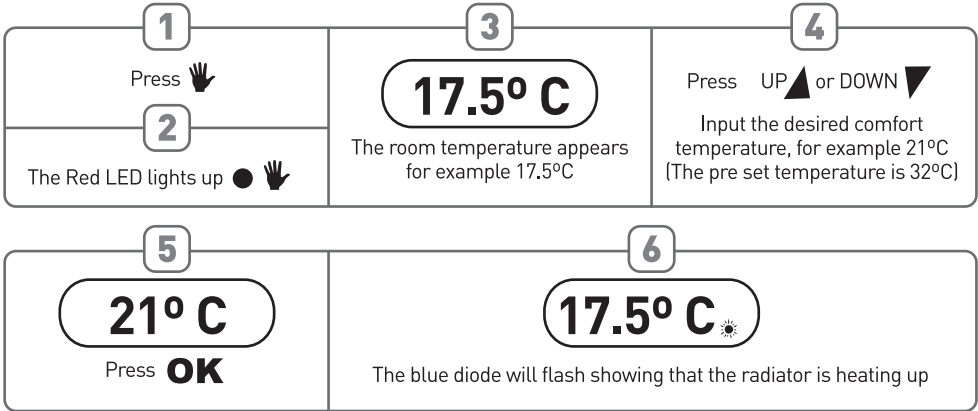 1
Press
2
The Red LED lights up
3
17.5º C
The room temperature appears
for example 17.5ºC
4
Press UP or DOWN
Input the desired comfort
temperature, for example 21ºC
(The pre set temperature is 32ºC)
5
21º C
Press OK
6
17.5º C
The blue diode will flash showing that the radiator is heating up